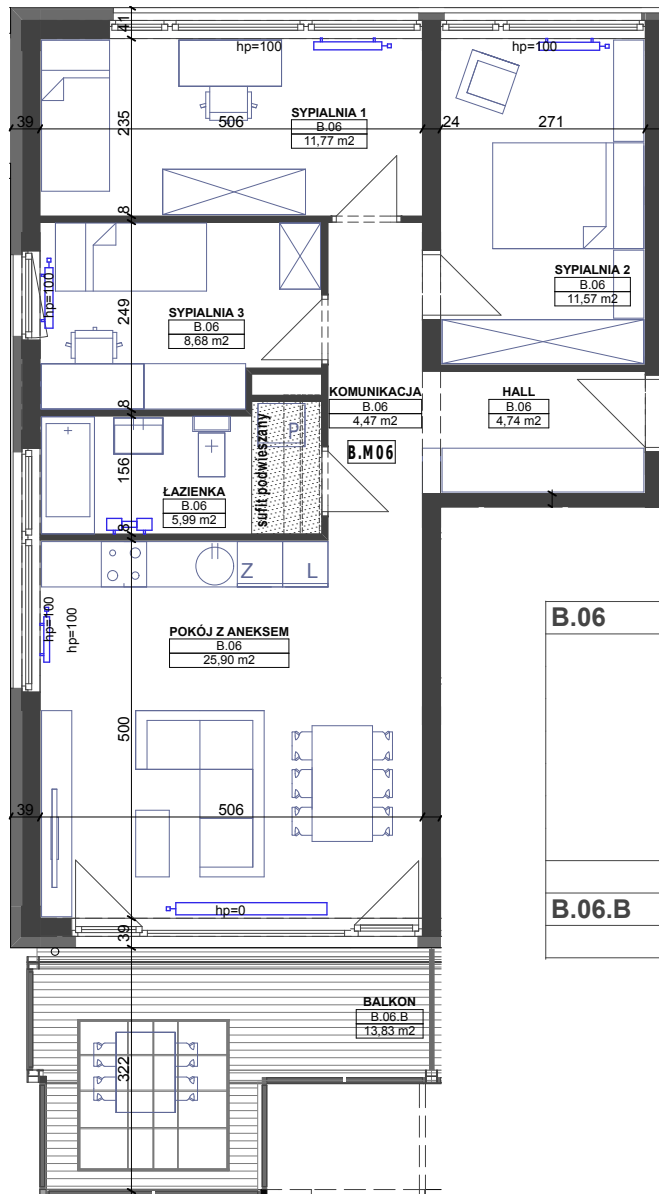 41
hp=100
hp=100
SYPIALNIA 1
B.06
11,77 m2
39
235
506
24
271
8
SYPIALNIA 2
B.06
11,57 m2
hp=100
249
SYPIALNIA 3
B.06
8,68 m2
8
KOMUNIKACJA
B.06
4,47 m2
HALL
B.06
4,74 m2
B.M06
156
sufit podwieszany
P
ŁAZIENKA
B.06
5,99 m2
8
Z
L
hp=100
hp=100
POKÓJ Z ANEKSEM
B.06
25,90 m2
B.06
500
39
506
hp=0
39
B.06.B
BALKON
B.06.B
13,83 m2
322